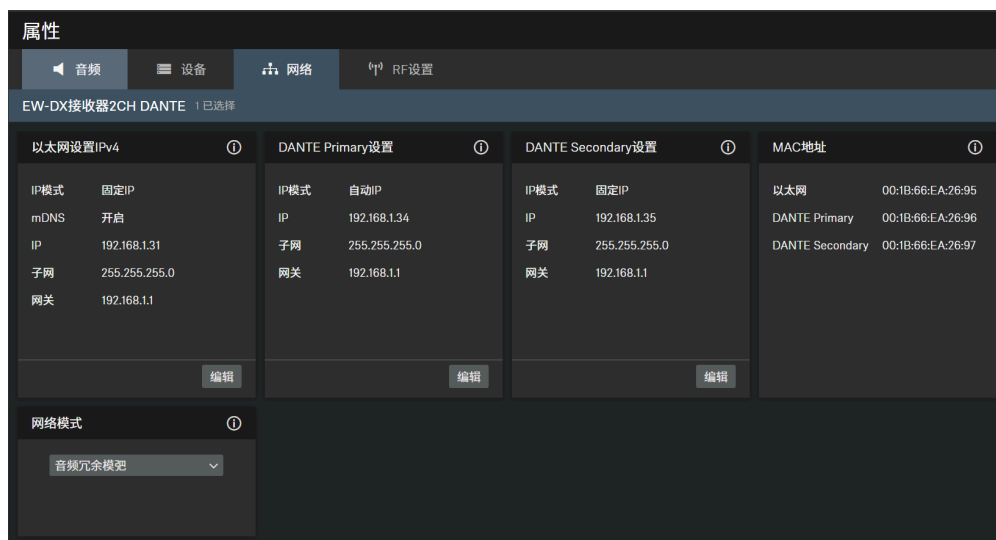 属性
音频 设备 网络 RF设置
EW-DX接收器2CH DANTE 1 已选择
以太网设置IPv4
IP模式 固定IP
mDNS 开启
IP 192.168.1.31
子网 255.255.255.0
网关 192.168.1.1
编辑
DANTE Primary设置
IP模式 自动IP
IP 192.168.1.34
子网 255.255.255.0
网关 192.168.1.1
编辑
DANTE Secondary设置
IP模式 固定IP
IP 192.168.1.35
子网 255.255.255.0
网关 192.168.1.1
编辑
MAC地址
以太网 00:1B:66:EA:26:95
DANTE Primary 00:1B:66:EA:26:96
DANTE Secondary 00:1B:66:EA:26:97
网络模式
音频冗余模弝